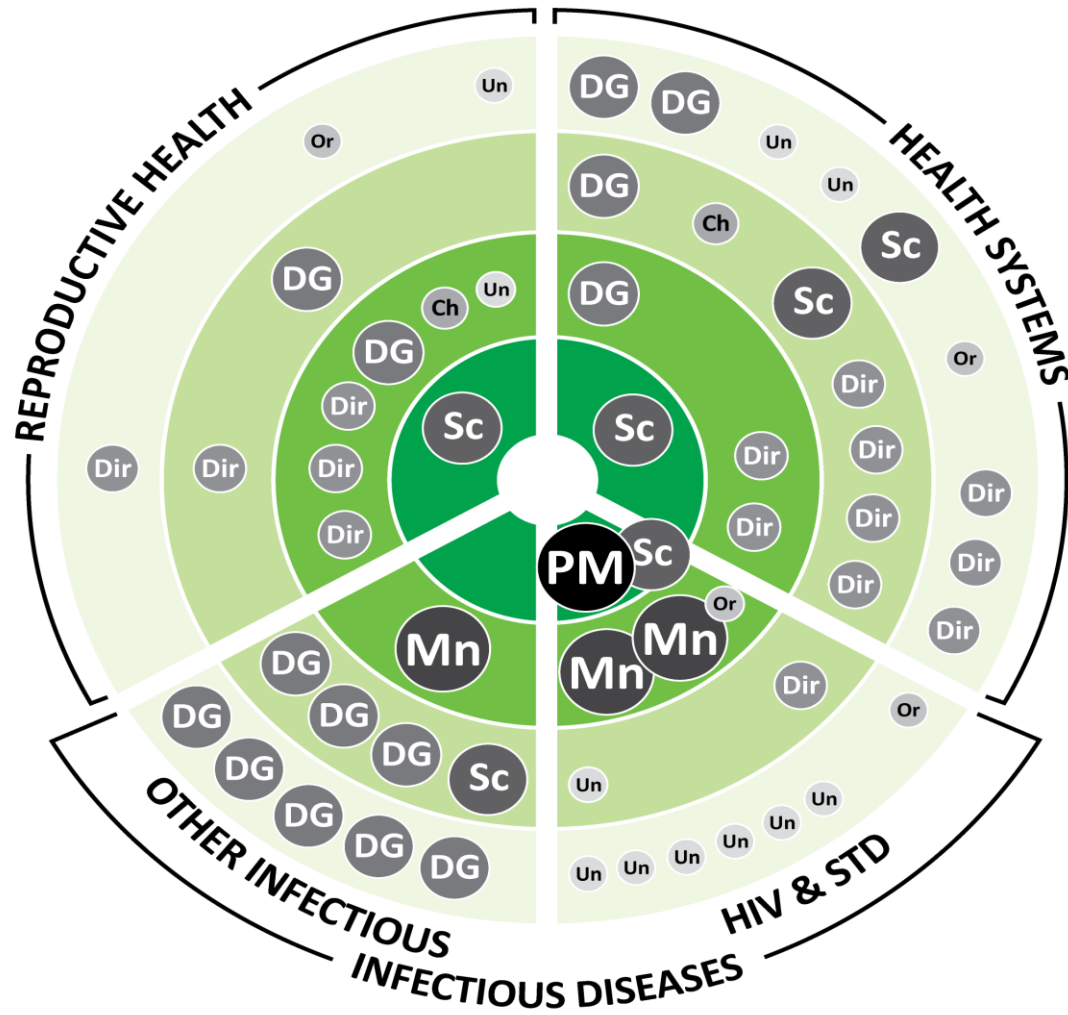 REPRODUCTIVE HEALTH
Un
Or
DG
Ch
Un
DG
Dir
Sc
Dir
Dir
Dir
Dir
HEALTH SYSTEMS
DG
DG
Un
Un
DG
Ch
Sc
Sc
DG
Or
Dir
Sc
Dir
Dir
Dir
Dir
Dir
Dir
Dir
Dir
OTHER INFECTIOUS
Mn
DG
DG
DG
Sc
DG
DG
DG
DG
DG
HIV & STD
PM
Sc
Or
Mn
Mn
Dir
Or
Un
Un
Un
Un
Un
Un
Un
INFECTIOUS DISEASES